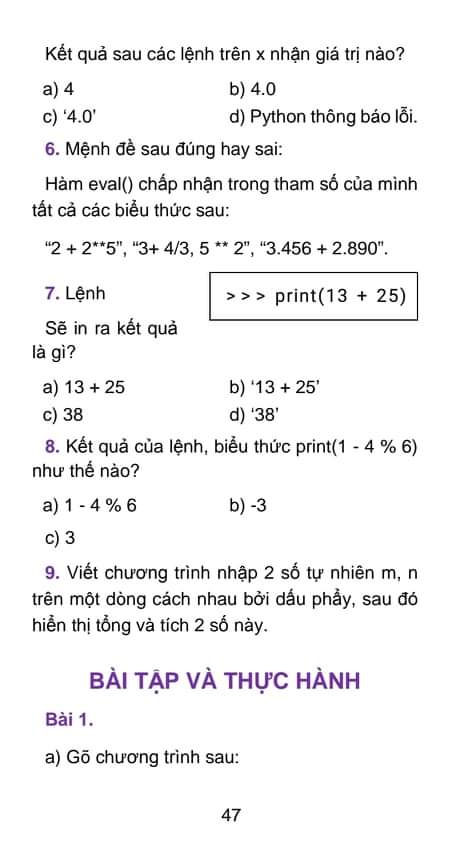 Kết quả sau các lệnh trên x nhận giá trị nào?
a) 4 b) 4.0
c) ‘4.0’ d) Python thông báo lỗi.
6. Mệnh đề sau đúng hay sai:
Hàm eval() chấp nhận trong tham số của mình
tất cả các biểu thức sau:
“2 + 2**5”, “3+ 4/3, 5 ** 2”, “3.456 + 2.890”.
7. Lệnh
> > > print(13 + 25)
Sẽ in ra kết quả
là gì?
a) 13 + 25 b) ‘13 + 25’
c) 38 d) ‘38’
8. Kết quả của lệnh, biểu thức print(1 - 4 % 6)
như thế nào?
a) 1 - 4 % 6 b) -3
c) 3
9. Viết chương trình nhập 2 số tự nhiên m, n
trên một dòng cách nhau bởi dấu phẩy, sau đó
hiển thị tổng và tích 2 số này.
BÀI TẬP VÀ THỰC HÀNH
Bài 1.
a) Gõ chương trình sau:
47